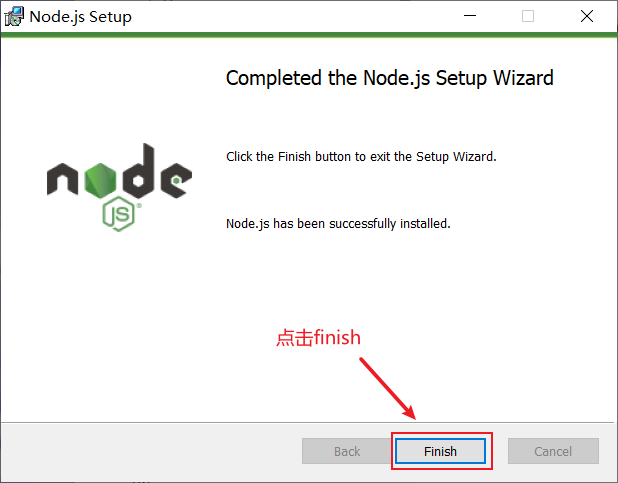 Node.js Setup
Completed the Node.js Setup Wizard
node
JS
Click the Finish button to exit the Setup Wizard.
Node.js has been successfully installed.
点击finish
Back
Finish
Cancel